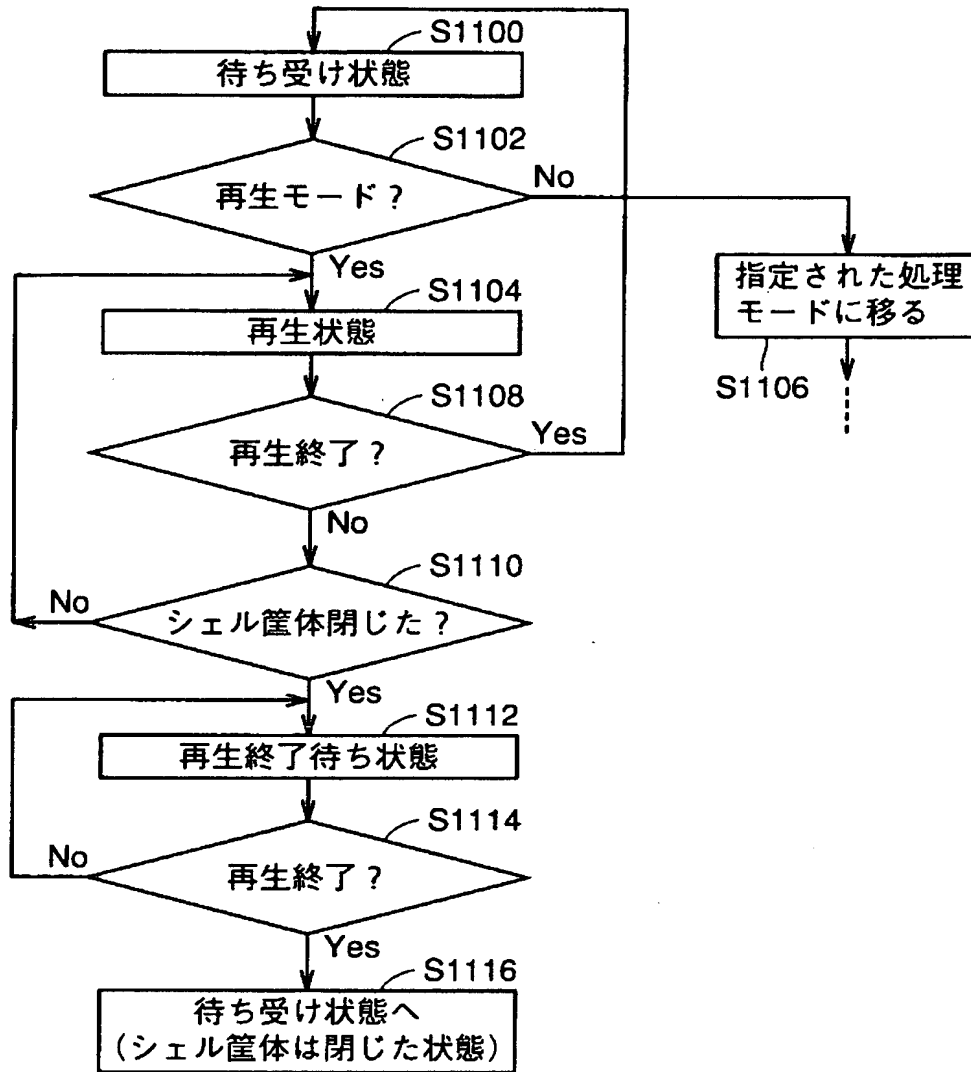 S1100
待ち受け状態
S1102
再生モード?
No
Yes
指定された処理
モードに移る
S1106
S1104
再生状態
S1108
再生終了?
Yes
No
S1110
シェル筐体閉じた?
No
Yes
S1112
再生終了待ち状態
S1114
再生終了?
No
Yes
S1116
待ち受け状態へ
(シェル筐体は閉じた状態)